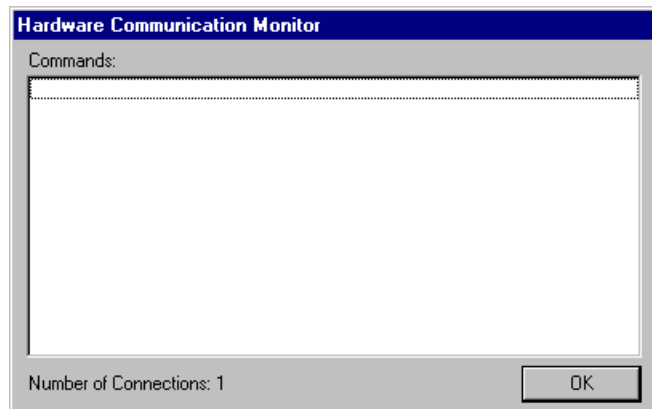 Hardware Communication Monitor
Commands:
Number of Connections: 1
OK